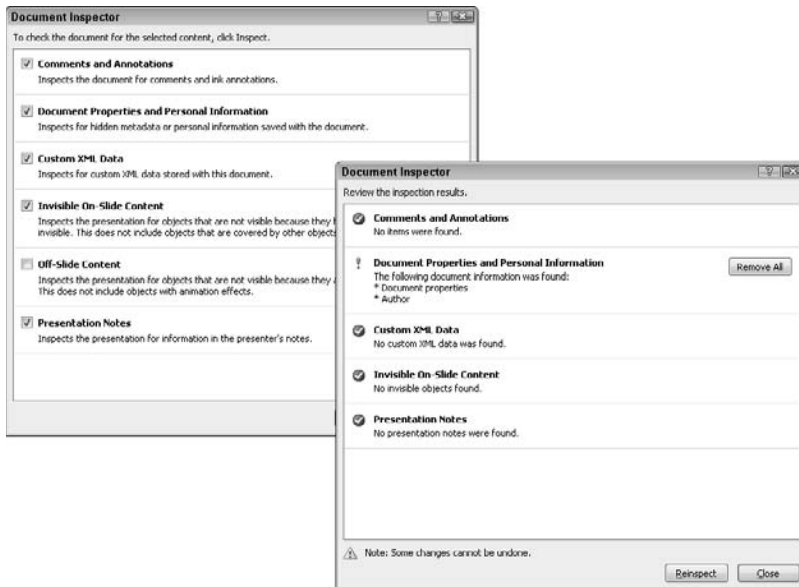 Document Inspector
To check the document for the selected content, click Inspect.
Comments and Annotations
Inspects the document for comments and ink annotations.
Document Properties and Personal Information
Inspects for hidden metadata or personal information saved with the document.
Custom XML Data
Inspects for custom XML data stored with this document.
Invisible On-Slide Content
Inspects the presentation for objects that are not visible because they
invisible. This does not include objects that are covered by other objects
Off-Slide Content
Inspects the presentation for objects that are not visible because they
This does not include objects with animation effects.
Presentation Notes
Inspects the presentation for information in the presenter's notes.
Document Inspector
Review the inspection results.
Comments and Annotations
No items were found.
Document Properties and Personal Information
The following document information was found:
* Document properties
* Author
Remove All
Custom XML Data
No custom XML data was found.
Invisible On-Slide Content
No invisible objects found.
Presentation Notes
No presentation notes were found.
Note: Some changes cannot be undone.
Reinspect
Close